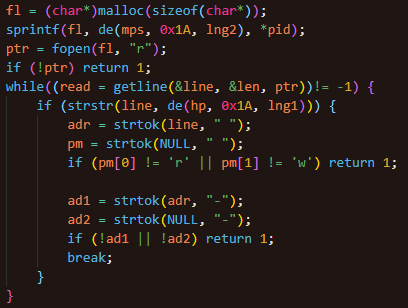 fl = (char*)malloc(sizeof(char*));
sprintf(fl, de(mps, 0x1A, lng2), *pid);
ptr = fopen(fl, "r");
if (!ptr) return 1;
while((read = getline(&line, &len, ptr))!= -1) {
    if (strstr(line, de(hp, 0x1A, lng1))) {
        adr = strtok(line, " ");
        pm = strtok(NULL, " ");
        if (pm[0] != 'r' || pm[1] != 'w') return 1;

        ad1 = strtok(adr, "-");
        ad2 = strtok(NULL, "-");
        if (!ad1 || !ad2) return 1;
        break;
    }
}